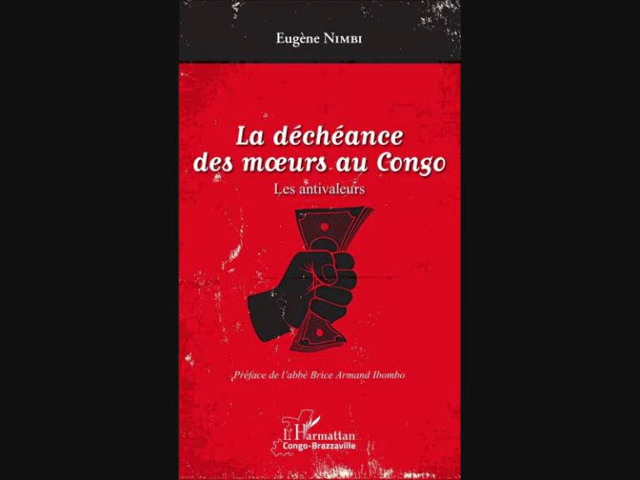 Eugène NIMBI
La déchéance
des mœurs au Congo
Les antivaleurs
Préface de l'abbé Brice Armand Ibombo
L'Harmattan
Congo-Brazzaville